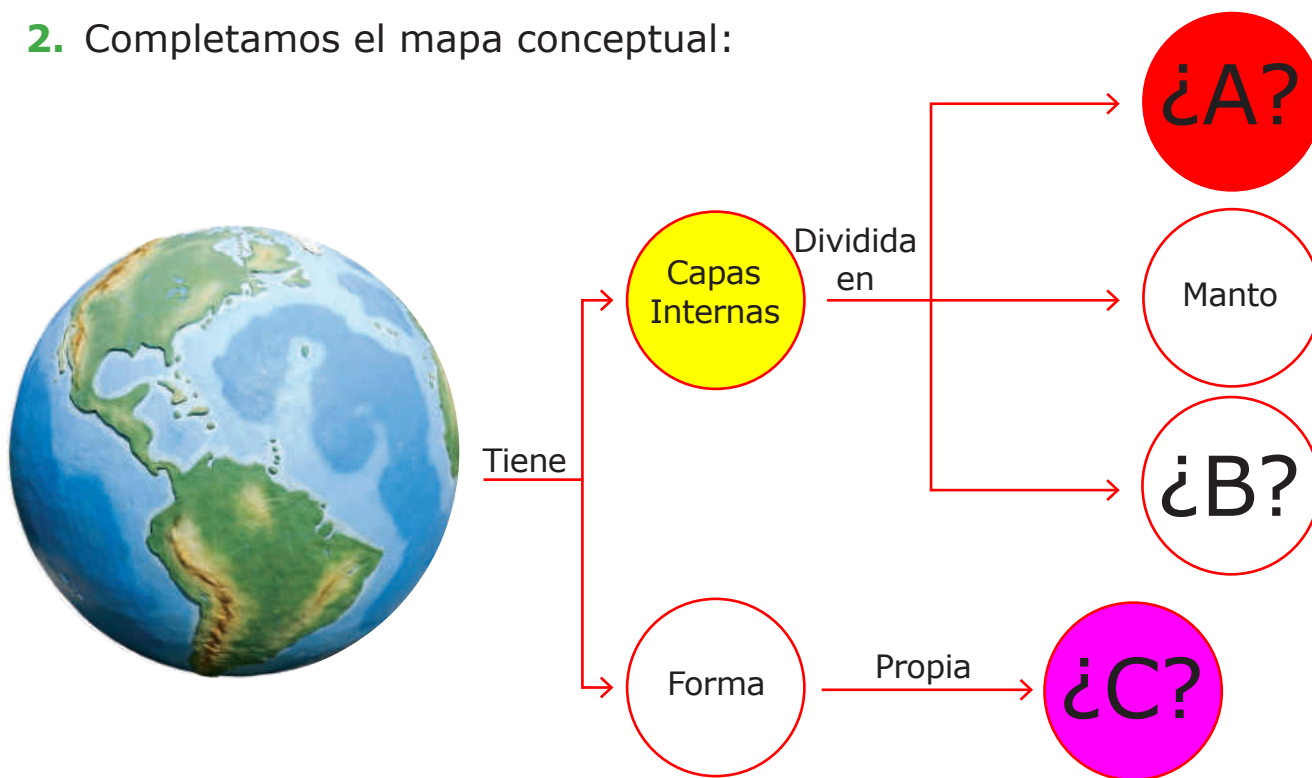 2. Completamos el mapa conceptual:
¿A?
Dividida
en
Capas
Internas
Manto
Tiene
¿B?
Forma
Propia
¿C?